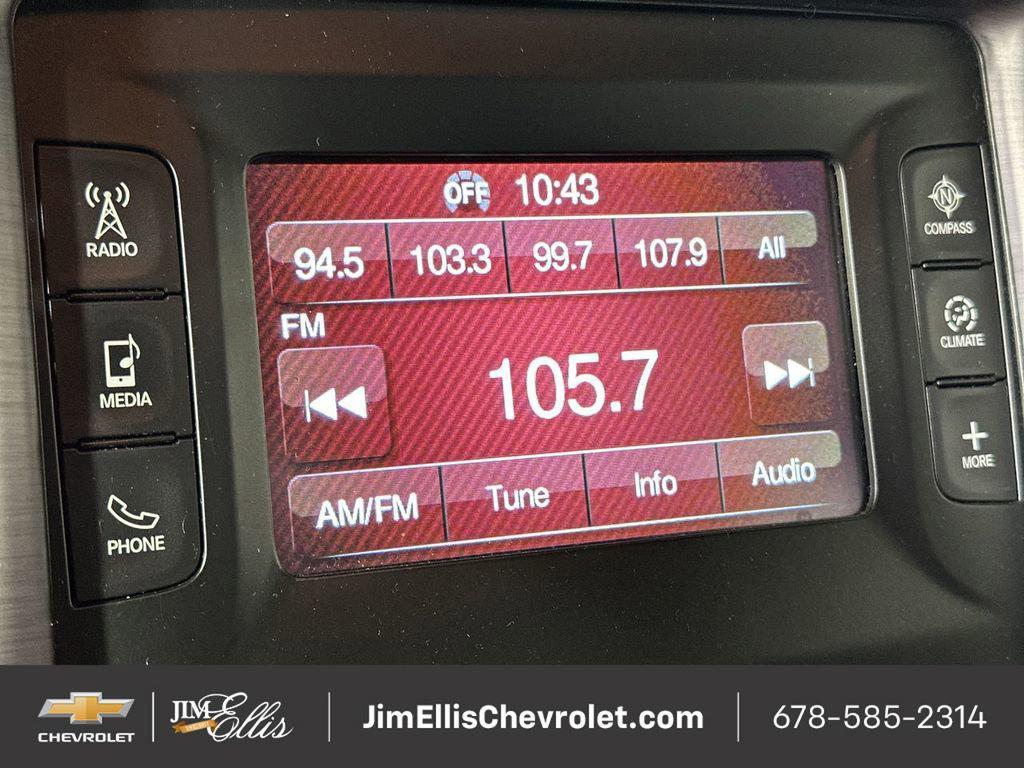 OFF 10:43
94.5 103.3 99.7 107.9 All
FM
105.7
AM/FM Tune Info Audio
RADIO
MEDIA
PHONE
N
COMPASS
CLIMATE
MORE
CHEVROLET
JIM Ellis
JimEllisChevrolet.com
678-585-2314